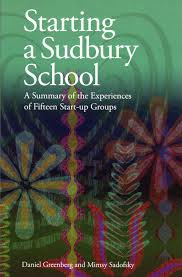 Starting
a Sudbury
School
A Summary of the Experiences
of Fifteen Start-up Groups
Daniel Greenberg and Mimsy Sadofsky